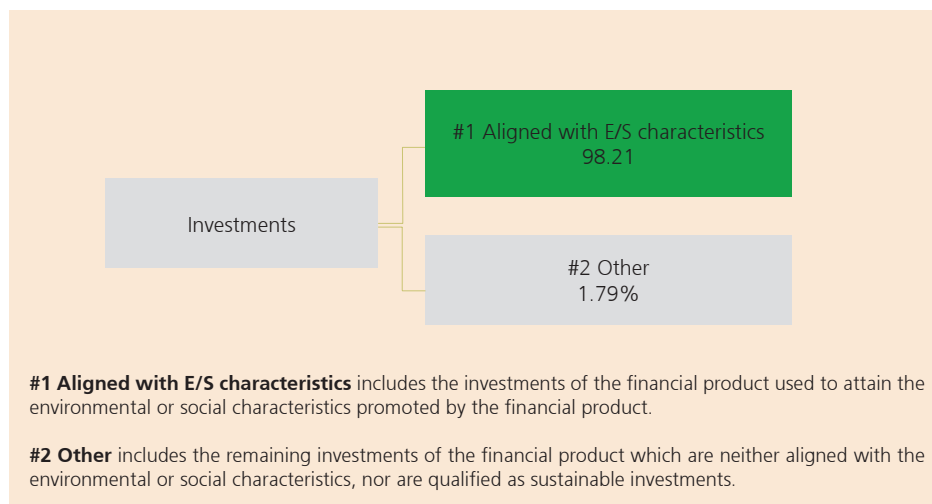 #1 Aligned with E/S characteristics
98.21
Investments
#2 Other
1.79%
#1 Aligned with E/S characteristics includes the investments of the financial product used to attain the
environmental or social characteristics promoted by the financial product.
#2 Other includes the remaining investments of the financial product which are neither aligned with the
environmental or social characteristics, nor are qualified as sustainable investments.